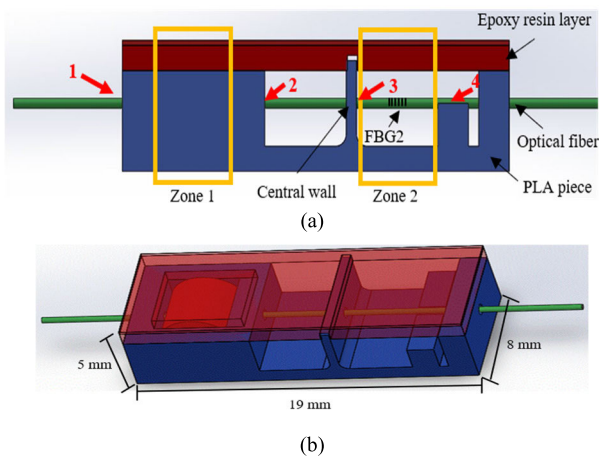 Epoxy resin layer
1
2
3
4
FBG2
Optical fiber
Central wall
PLA piece
Zone 1
Zone 2
(a)
5 mm
8 mm
19 mm
(b)